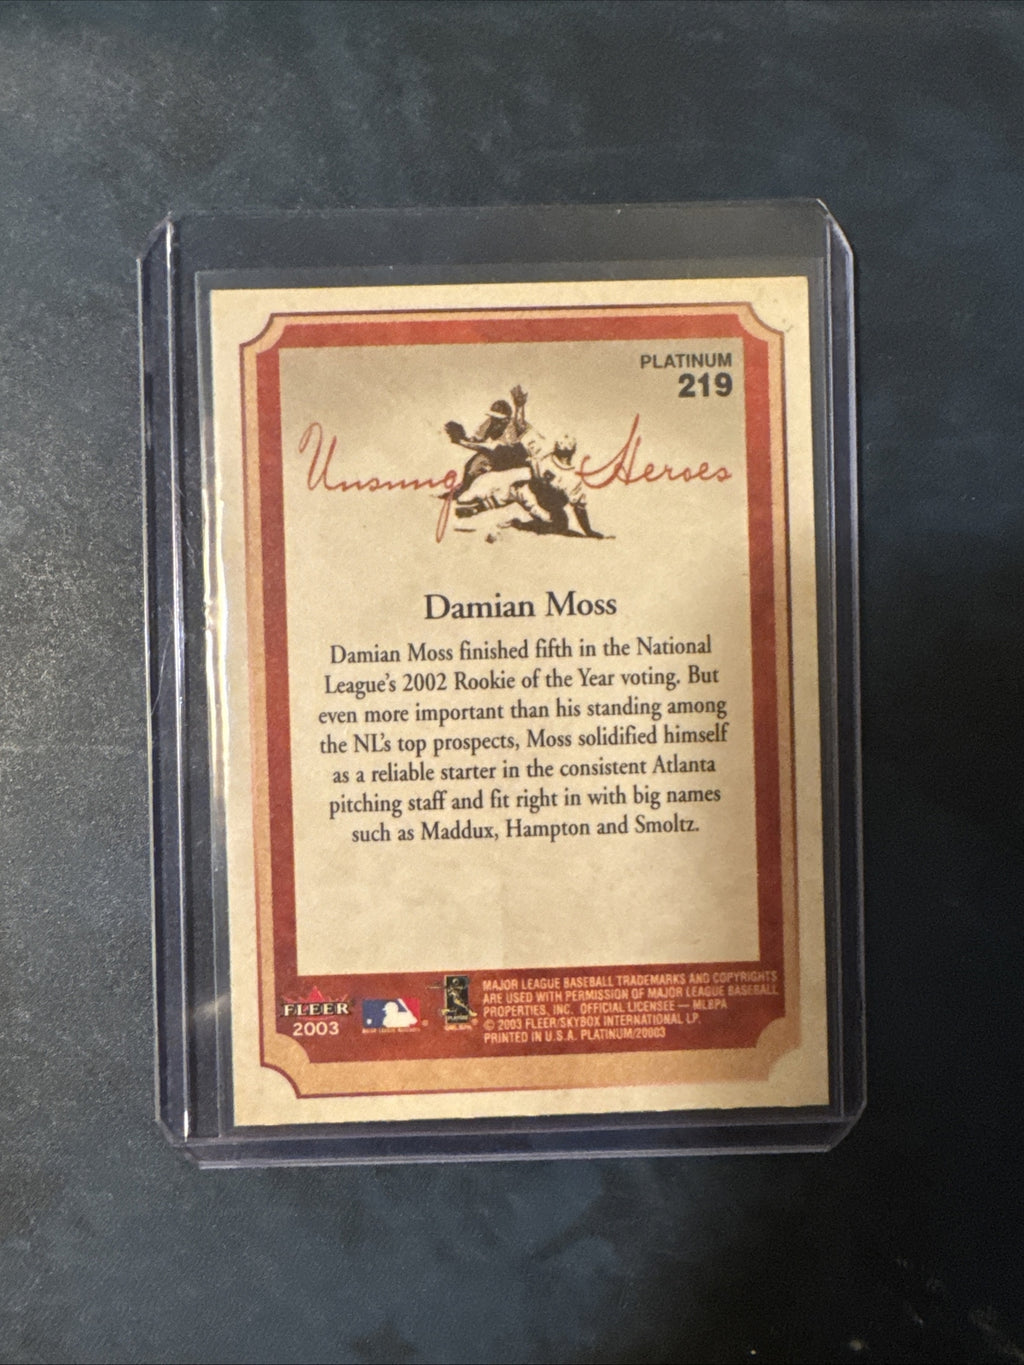 PLATINUM
219
Unsung Heroes
Damian Moss
Damian Moss finished fifth in the National
League's 2002 Rookie of the Year voting. But
even more important than his standing among
the NL's top prospects, Moss solidified himself
as a reliable starter in the consistent Atlanta
pitching staff and fit right in with big names
such as Maddux, Hampton and Smoltz.
FLEER
2003
MAJOR LEAGUE BASEBALL TRADEMARKS AND COPYRIGHTS
ARE USED WITH PERMISSION OF MAJOR LEAGUE BASEBALL
PROPERTIES, INC. OFFICIAL LICENSEE — MLBPA
© 2003 FLEER/SKYBOX INTERNATIONAL LP.
PRINTED IN U.S.A. PLATINUM/20003